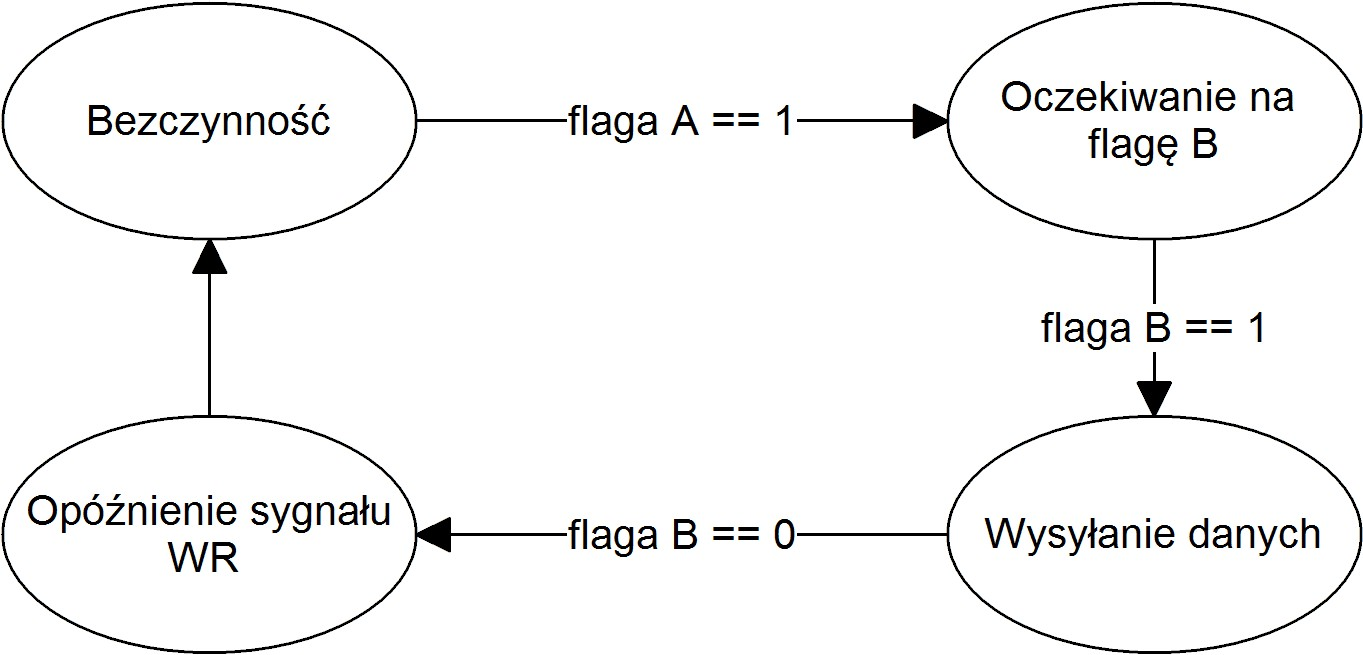 Bezczynność
flaga A == 1
Oczekiwanie na
flagę B
flaga B == 1
Wysyłanie danych
flaga B == 0
Opóźnienie sygnału
WR